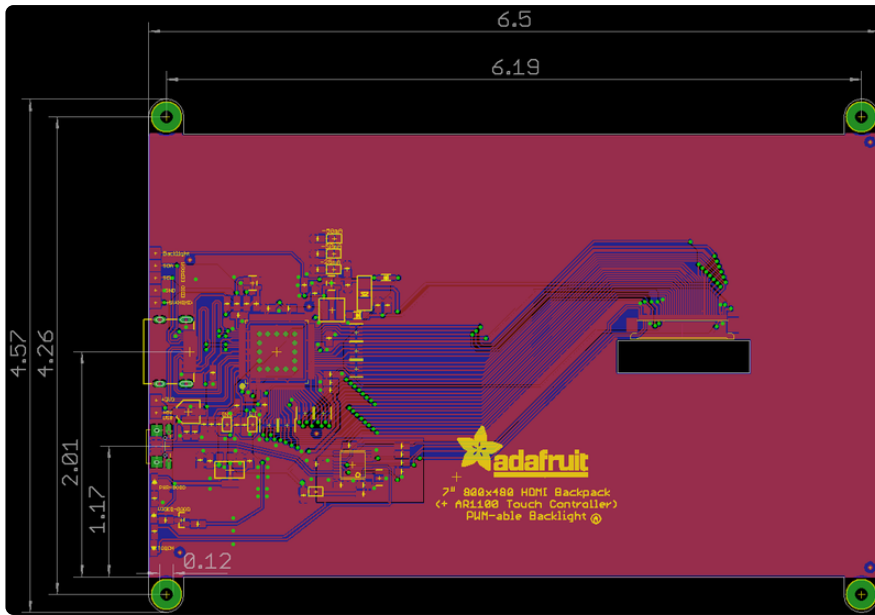 6.5
6.19
4.57
4.26
Backlight
2.01
1.17
0.12
adafruit
7" 800x480 HDMI Backpack
(+ AR1100 Touch Controller)
PWM-able Backlight